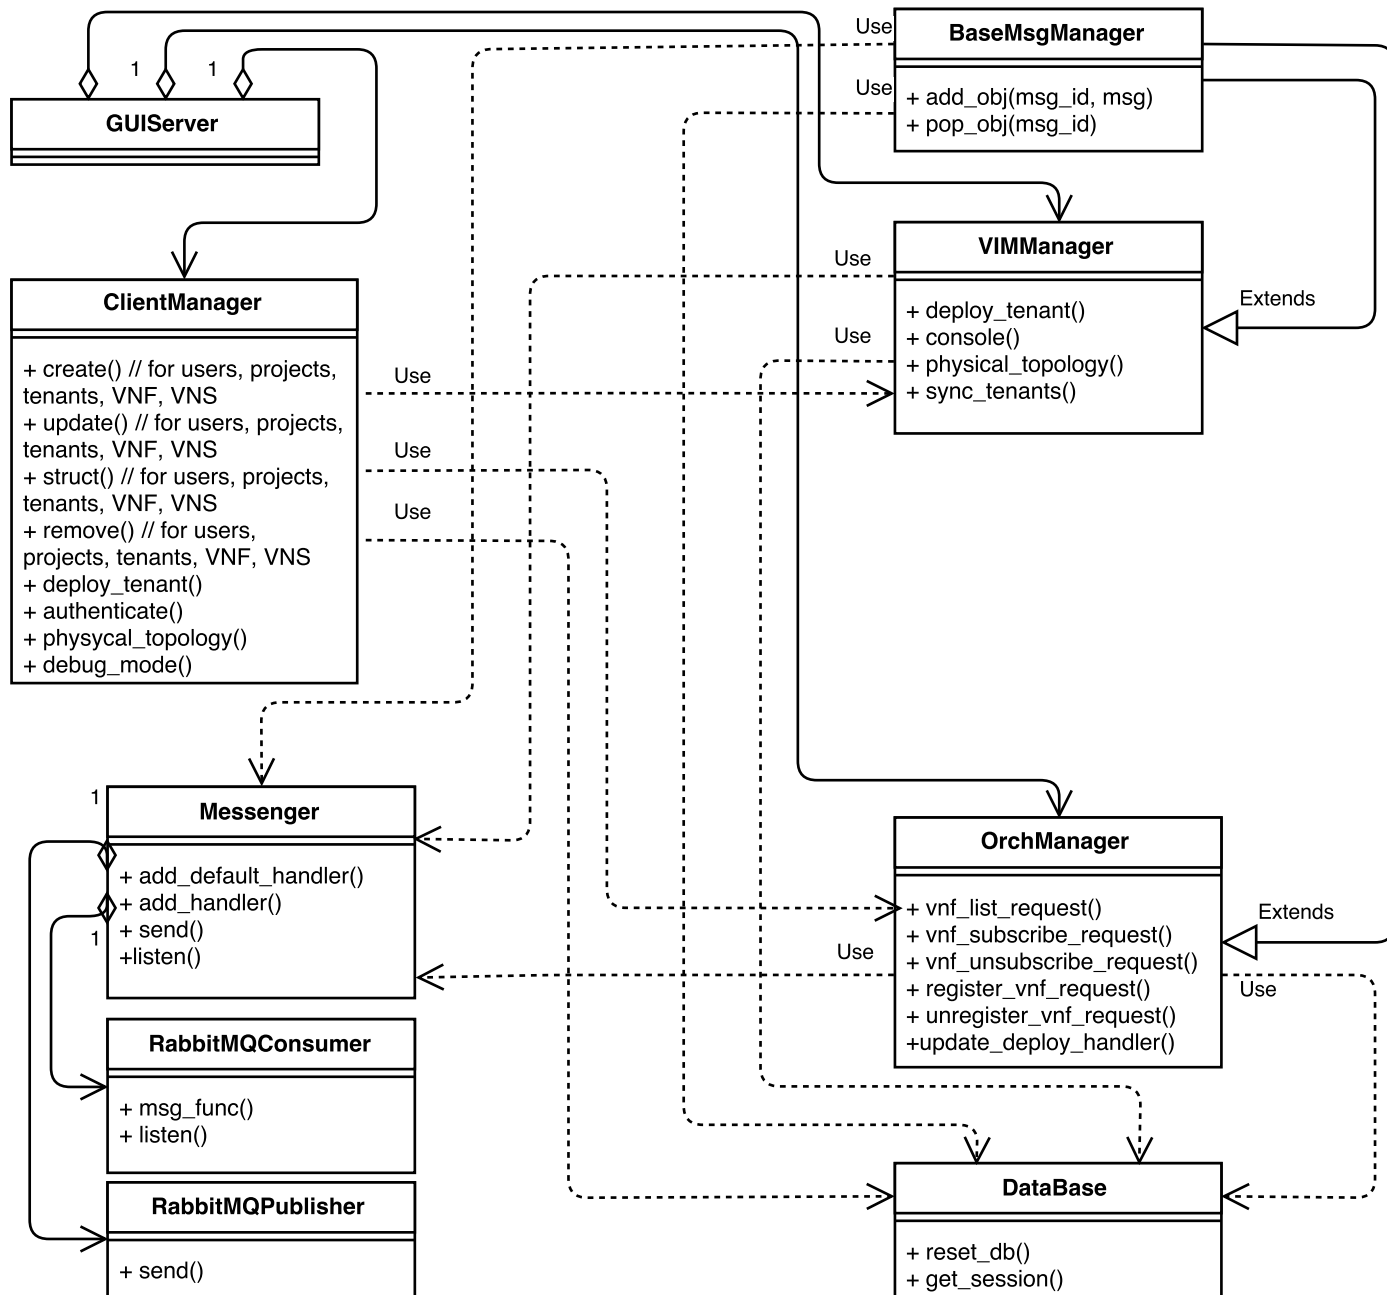 Use
BaseMsgManager
Use
+ add_obj(msg_id, msg)
+ pop_obj(msg_id)
1
1
GUIServer
VIMManager
Use
+ deploy_tenant()
+ console()
+ physical_topology()
+ sync_tenants()
Use
Extends
ClientManager
+ create() // for users, projects,
tenants, VNF, VNS
+ update() // for users, projects,
tenants, VNF, VNS
+ struct() // for users, projects,
tenants, VNF, VNS
+ remove() // for users,
projects, tenants, VNF, VNS
+ deploy_tenant()
+ authenticate()
+ physycal_topology()
+ debug_mode()
Use
Use
Use
1
Messenger
+ add_default_handler()
+ add_handler()
+ send()
+listen()
1
OrchManager
+ vnf_list_request()
+ vnf_subscribe_request()
+ vnf_unsubscribe_request()
+ register_vnf_request()
+ unregister_vnf_request()
+update_deploy_handler()
Extends
Use
Use
RabbitMQConsumer
+ msg_func()
+ listen()
RabbitMQPublisher
+ send()
DataBase
+ reset_db()
+ get_session()